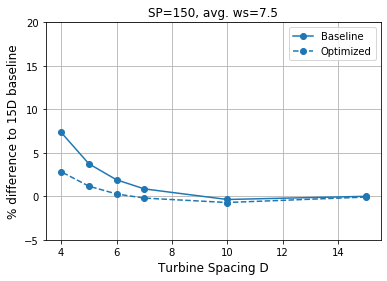 SP=150, avg. ws=7.5
Baseline
Optimized
% difference to 15D baseline
20
15
10
5
0
−5
4
6
8
10
12
14
Turbine Spacing D